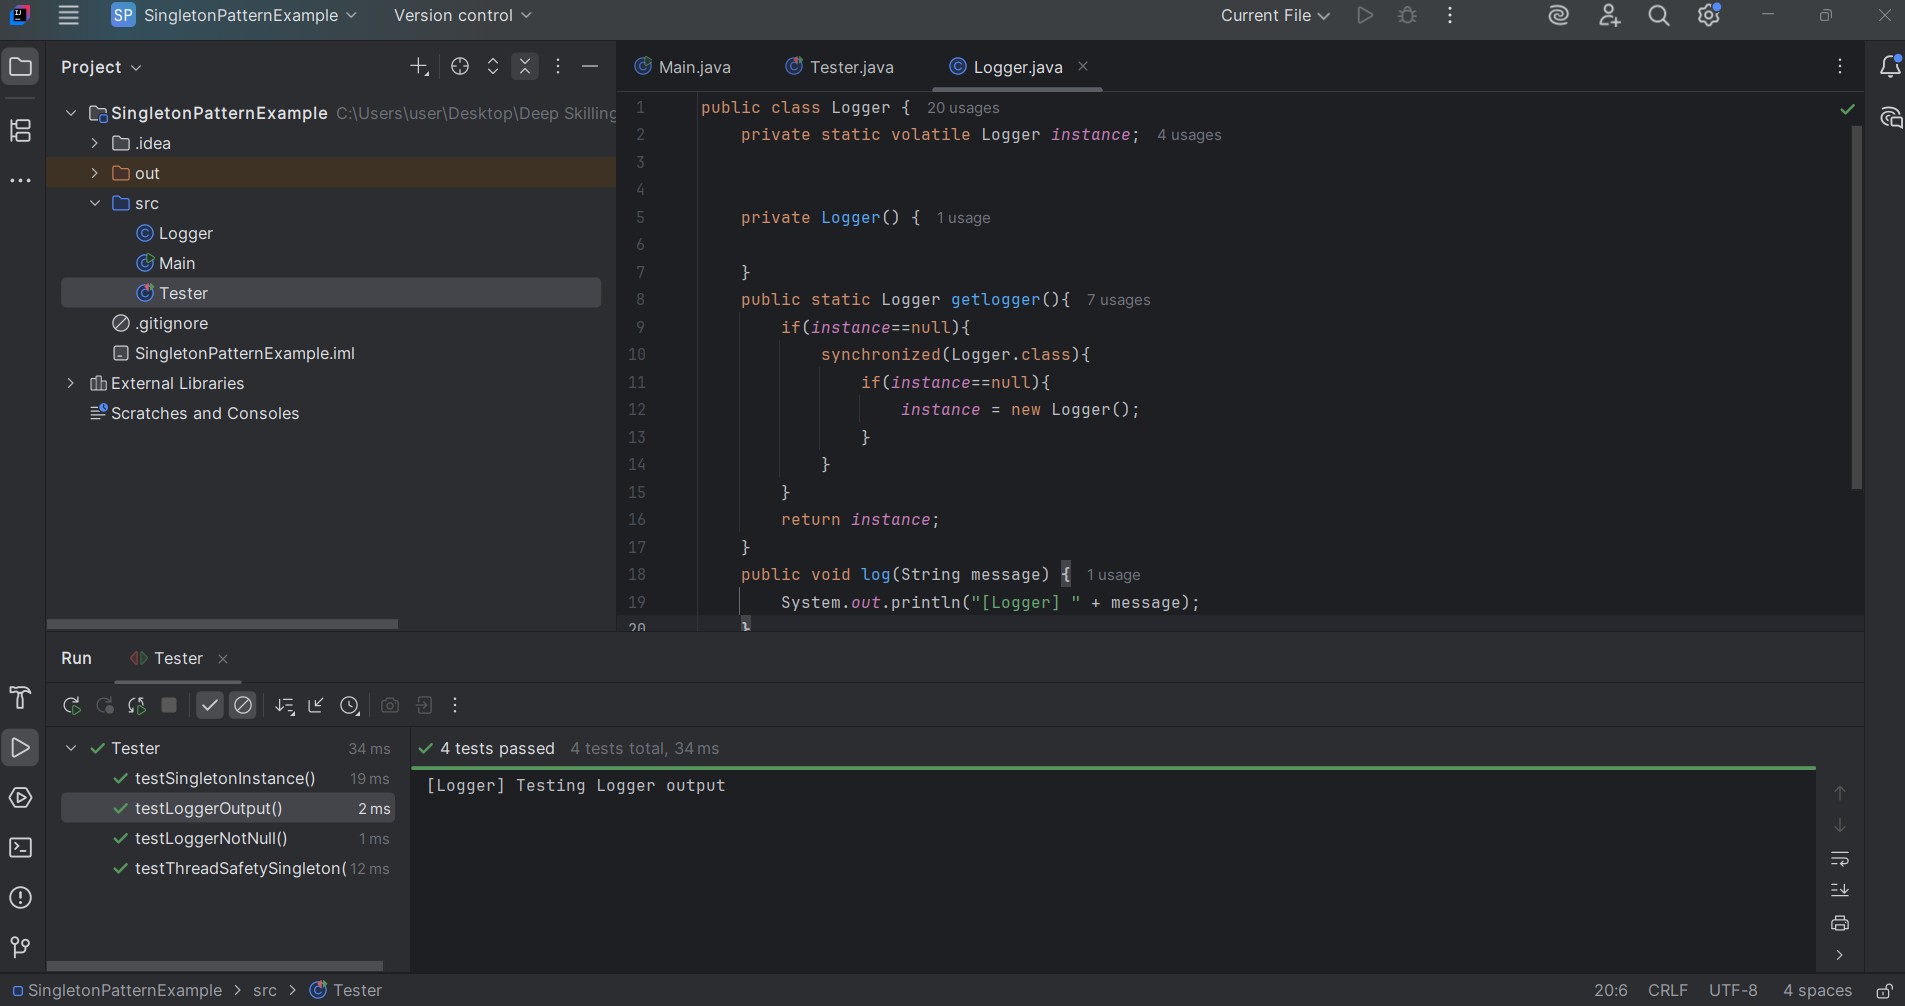 SP SingletonPatternExample Version control Current File
Project
Main.java Tester.java Logger.java
SingletonPatternExample C:\Users\user\Desktop\Deep Skilling
.idea
out
src
Logger
Main
Tester
.gitignore
SingletonPatternExample.iml
External Libraries
Scratches and Consoles
1 public class Logger { 20 usages
2 private static volatile Logger instance; 4 usages
3
4
5 private Logger() { 1 usage
6
7 }
8 public static Logger getlogger(){ 7 usages
9 if(instance==null){
10 synchronized(Logger.class){
11 if(instance==null){
12 instance = new Logger();
13 }
14 }
15 }
16 return instance;
17 }
18 public void log(String message) { 1 usage
19 System.out.println("[Logger] " + message);
20 }
Run Tester
Tester 34 ms
testSingletonInstance() 19 ms
testLoggerOutput() 2 ms
testLoggerNotNull() 1 ms
testThreadSafetySingleton( 12 ms
4 tests passed 4 tests total, 34 ms
[Logger] Testing Logger output
SingletonPatternExample > src > Tester 20:6 CRLF UTF-8 4 spaces